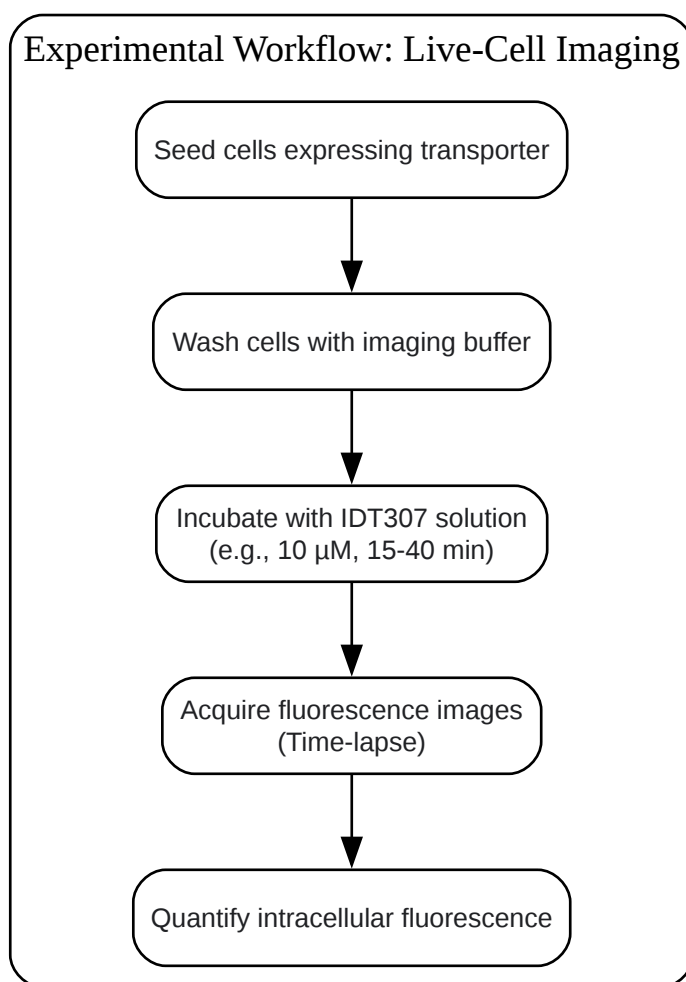 Experimental Workflow: Live-Cell Imaging
Seed cells expressing transporter
Wash cells with imaging buffer
Incubate with IDT307 solution
(e.g., 10 µM, 15-40 min)
Acquire fluorescence images
(Time-lapse)
Quantify intracellular fluorescence